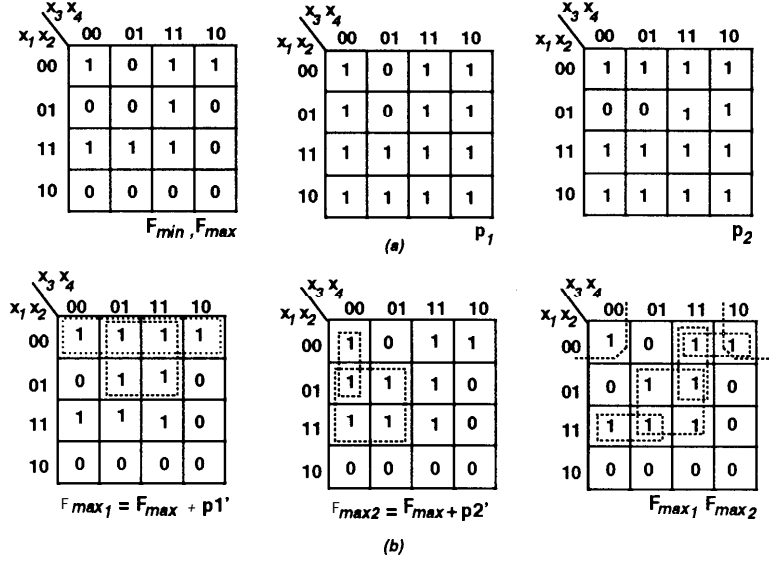 x3 x4
x1 x2 00 01 11 10
00 1 0 1 1
01 0 0 1 0
11 1 1 1 0
10 0 0 0 0
Fmin ,Fmax
x3 x4
x1 x2 00 01 11 10
00 1 0 1 1
01 1 0 1 1
11 1 1 1 1
10 1 1 1 1
p1
x3 x4
x1 x2 00 01 11 10
00 1 1 1 1
01 0 0 1 1
11 1 1 1 1
10 1 1 1 1
p2
(a)
x3 x4
x1 x2 00 01 11 10
00 1 1 1 1
01 0 1 1 0
11 1 1 1 0
10 0 0 0 0
Fmax1 = Fmax + p1'
x3 x4
x1 x2 00 01 11 10
00 1 0 1 1
01 1 1 1 0
11 1 1 1 0
10 0 0 0 0
Fmax2 = Fmax + p2'
x3 x4
x1 x2 00 01 11 10
00 1 0 1 1
01 0 1 1 0
11 1 1 1 0
10 0 0 0 0
Fmax1 Fmax2
(b)